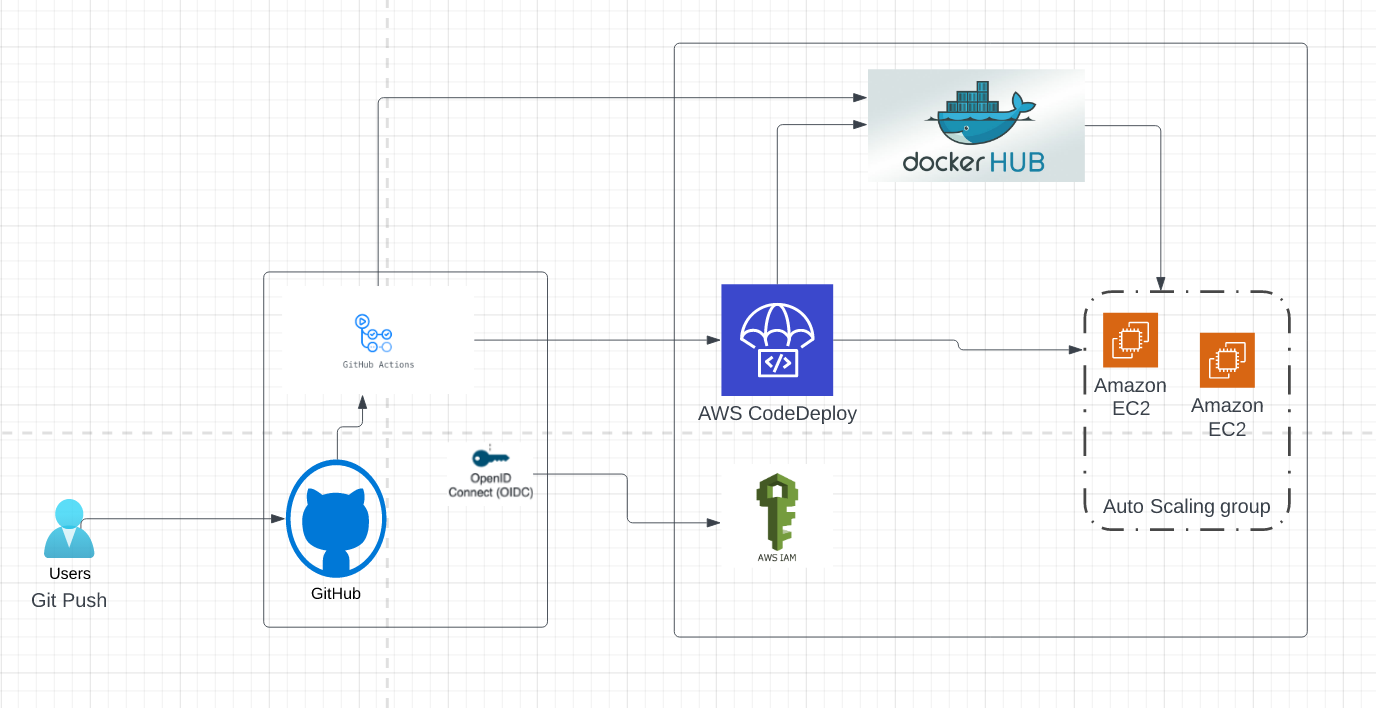 docker HUB
GitHub Actions
</>
AWS CodeDeploy
Amazon
EC2
Amazon
EC2
Auto Scaling group
OpenID
Connect (OIDC)
AWS IAM
GitHub
Users
Git Push